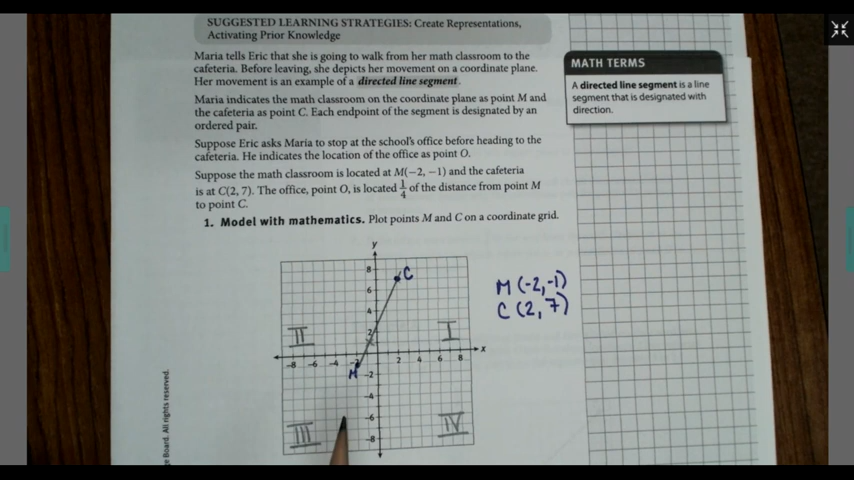 SUGGESTED LEARNING STRATEGIES: Create Representations,
Activating Prior Knowledge
Maria tells Eric that she is going to walk from her math classroom to the
cafeteria. Before leaving, she depicts her movement on a coordinate plane.
Her movement is an example of a directed line segment.
Maria indicates the math classroom on the coordinate plane as point M and
the cafeteria as point C. Each endpoint of the segment is designated by an
ordered pair.
Suppose Eric asks Maria to stop at the school's office before heading to the
cafeteria. He indicates the location of the office as point O.
Suppose the math classroom is located at M(−2, −1) and the cafeteria
is at C(2, 7). The office, point O, is located 1/4 of the distance from point M
to point C.
1. Model with mathematics. Plot points M and C on a coordinate grid.
MATH TERMS
A directed line segment is a line
segment that is designated with
direction.
y
8
C
6
4
2
II
I
x
-8 -6 -4 -2 2 4 6 8
M
-2
-4
-6
-8
III
IV
M (-2,-1)
C (2, 7)
ge Board. All rights reserved.